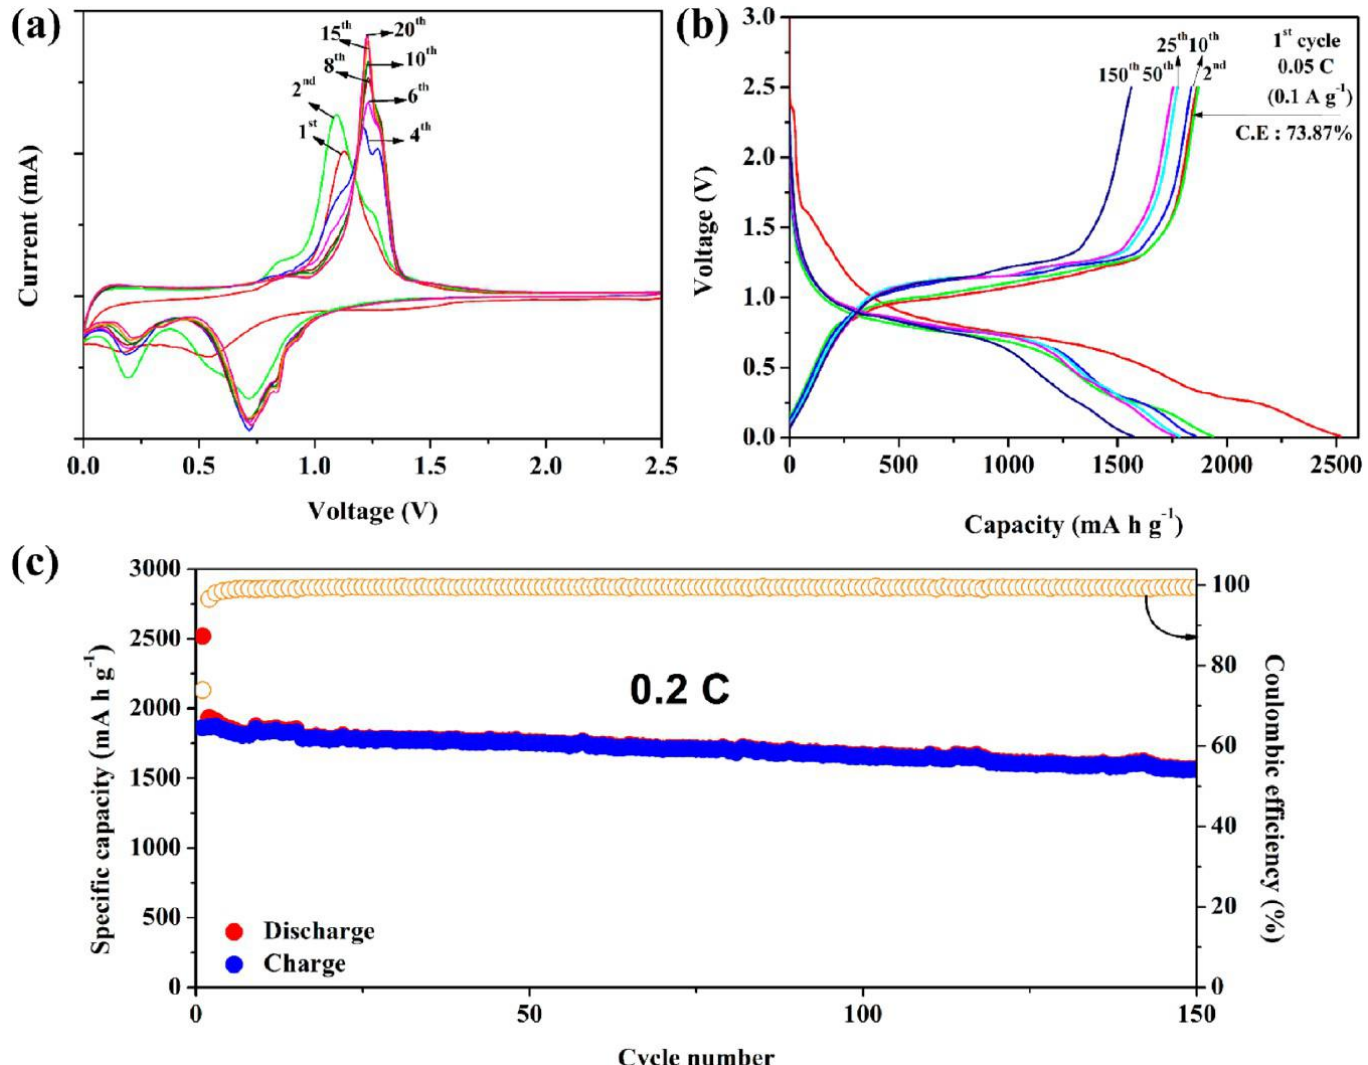 (a)
15th
20th
8th
10th
2nd
6th
1st
4th
Current (mA)
0.0 0.5 1.0 1.5 2.0 2.5
Voltage (V)
(b)
3.0
2.5
2.0
1.5
1.0
0.5
0.0
Voltage (V)
25th 10th
150th 50th 2nd
1st cycle
0.05 C
(0.1 A g-1)
C.E : 73.87%
0 500 1000 1500 2000 2500
Capacity (mA h g-1)
(c)
3000
2500
2000
1500
1000
500
0
Specific capacity (mA h g-1)
0.2 C
Discharge
Charge
100
80
60
40
20
0
Coulombic efficiency (%)
0 50 100 150
Cycle number